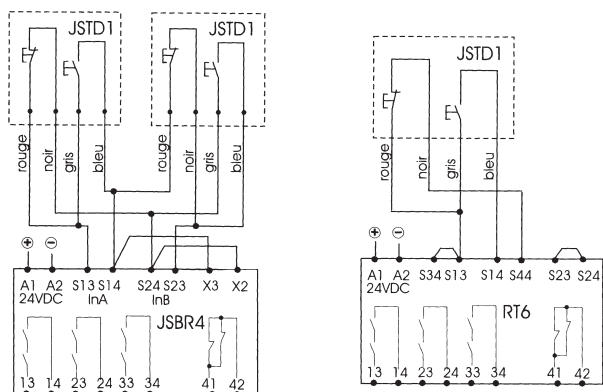 JSTD1 JSTD1
rouge noir gris bleu rouge noir gris bleu
+ −
A1 A2 S13 S14 S24 S23 X3 X2
24VDC InA InB
JSBR4
13 14 23 24 33 34 41 42
JSTD1
rouge noir gris bleu
+ −
A1 A2 S34 S13 S14 S44 S23 S24
24VDC
RT6
13 14 23 24 33 34 41 42